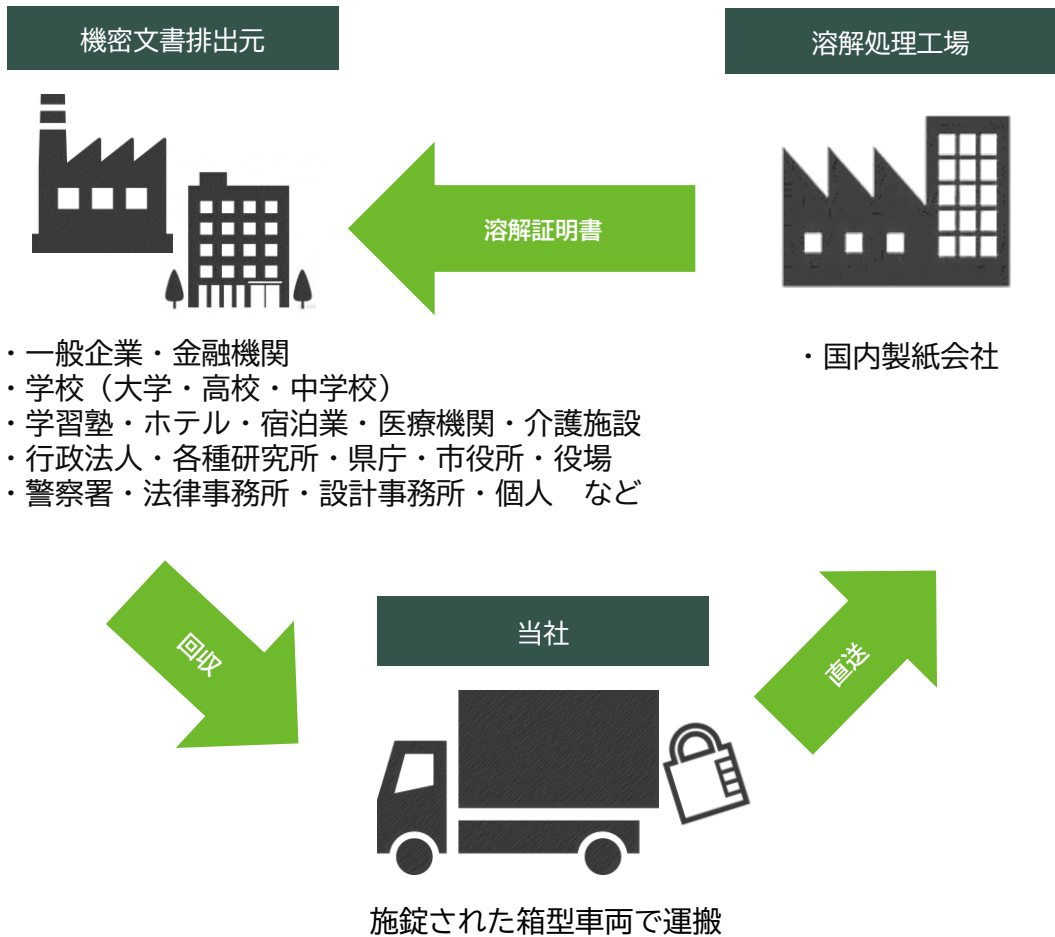 機密文書排出元
溶解処理工場
溶解証明書
・一般企業・金融機関
・学校（大学・高校・中学校）
・学習塾・ホテル・宿泊業・医療機関・介護施設
・行政法人・各種研究所・県庁・市役所・役場
・警察署・法律事務所・設計事務所・個人　など
・国内製紙会社
回収
当社
直送
施錠された箱型車両で運搬